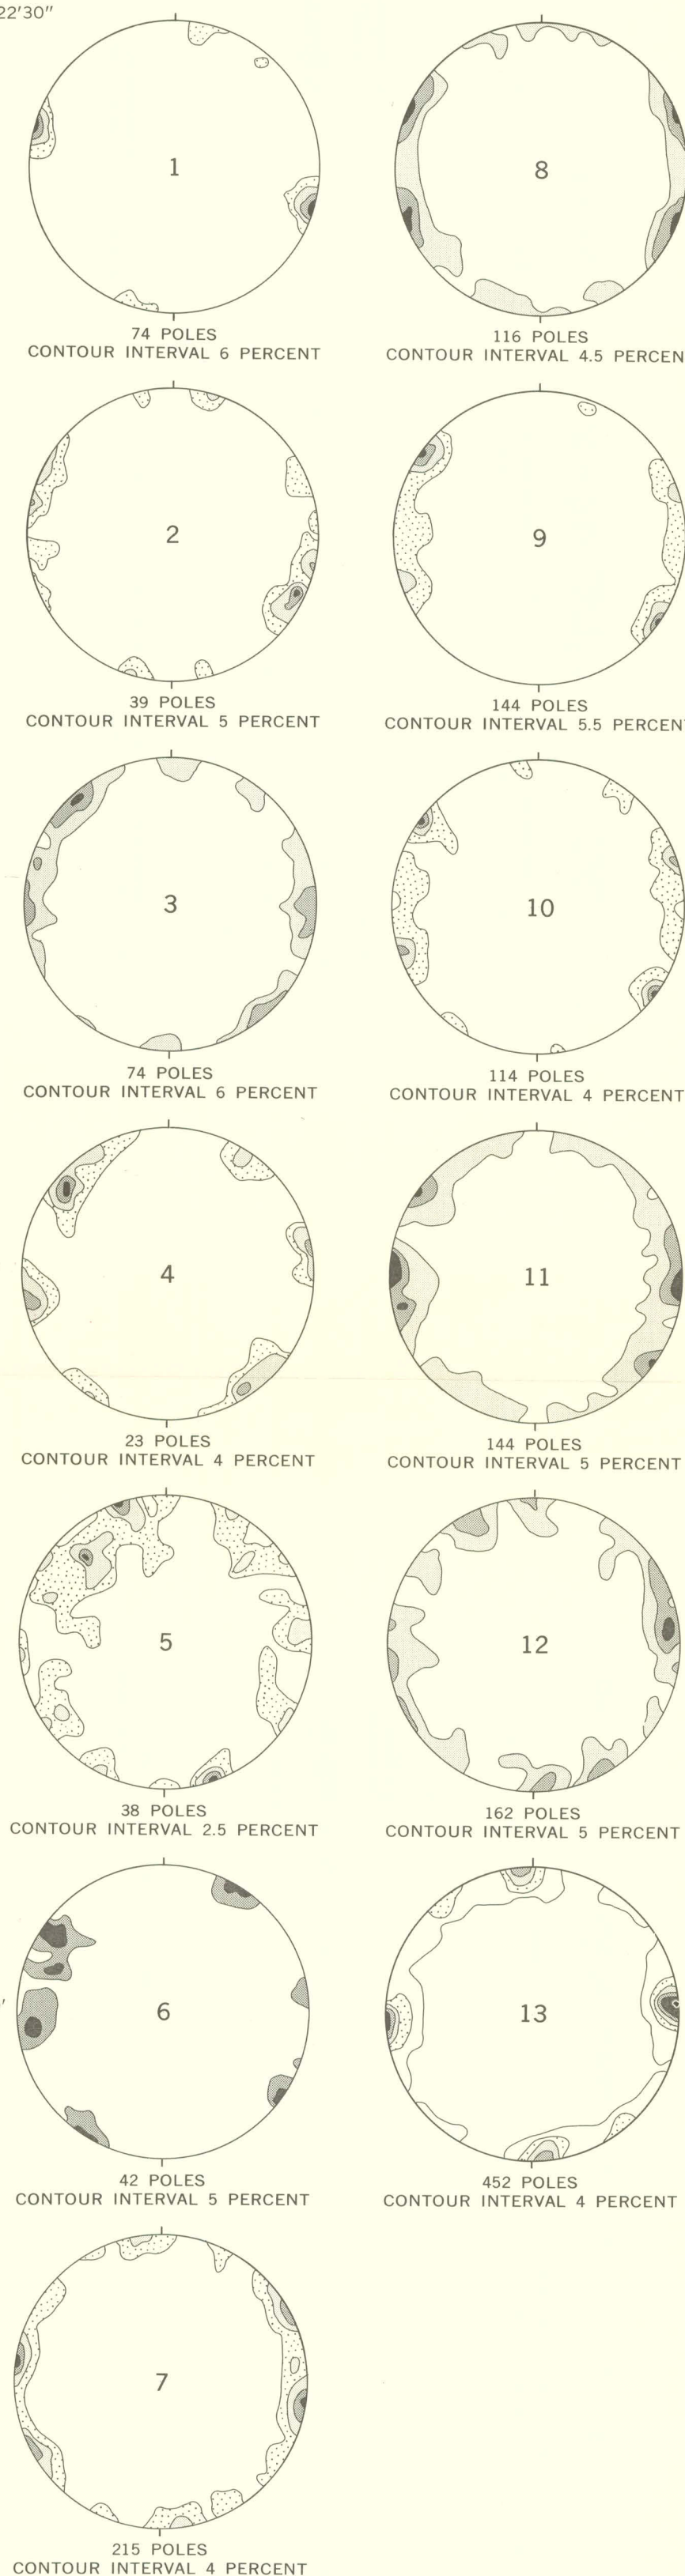 22'30"
1
74 POLES
CONTOUR INTERVAL 6 PERCENT
2
39 POLES
CONTOUR INTERVAL 5 PERCENT
3
74 POLES
CONTOUR INTERVAL 6 PERCENT
4
23 POLES
CONTOUR INTERVAL 4 PERCENT
5
38 POLES
CONTOUR INTERVAL 2.5 PERCENT
6
42 POLES
CONTOUR INTERVAL 5 PERCENT
7
215 POLES
CONTOUR INTERVAL 4 PERCENT
8
116 POLES
CONTOUR INTERVAL 4.5 PERCEN
9
144 POLES
CONTOUR INTERVAL 5.5 PERCEN
10
114 POLES
CONTOUR INTERVAL 4 PERCENT
11
144 POLES
CONTOUR INTERVAL 5 PERCENT
12
162 POLES
CONTOUR INTERVAL 5 PERCENT
13
452 POLES
CONTOUR INTERVAL 4 PERCENT